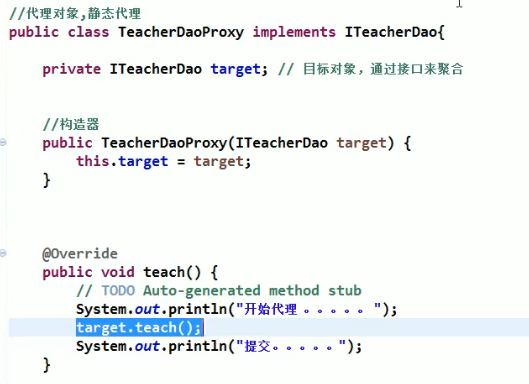 //代理对象,静态代理
public class TeacherDaoProxy implements ITeacherDao{
private ITeacherDao target; // 目标对象，通过接口来聚合
//构造器
public TeacherDaoProxy(ITeacherDao target) {
this.target = target;
}
@Override
public void teach() {
// TODO Auto-generated method stub
System.out.println("开始代理 。。。。。 ");
target.teach();
System.out.println("提交。。。。。");
}